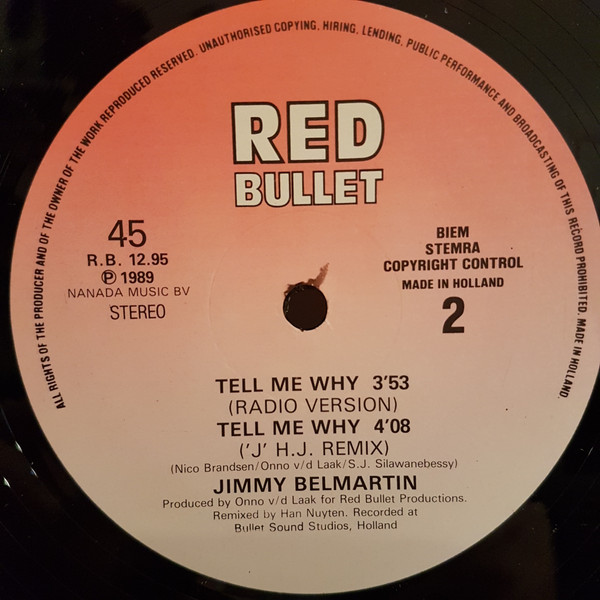 ALL RIGHTS OF THE PRODUCER AND OF THE OWNER OF THE WORK REPRODUCED RESERVED. UNAUTHORISED COPYING, HIRING, LENDING, PUBLIC PERFORMANCE AND BROADCASTING OF THIS RECORD PROHIBITED. MADE IN HOLLAND.
RED
BULLET
45
R.B. 12.95
℗ 1989
NANADA MUSIC BV
STEREO
BIEM
STEMRA
COPYRIGHT CONTROL
MADE IN HOLLAND
2
TELL ME WHY 3'53
(RADIO VERSION)
TELL ME WHY 4'08
('J' H.J. REMIX)
(Nico Brandsen/Onno v/d Laak/S.J. Silawanebessy)
JIMMY BELMARTIN
Produced by Onno v/d Laak for Red Bullet Productions.
Remixed by Han Nuyten. Recorded at
Bullet Sound Studios, Holland